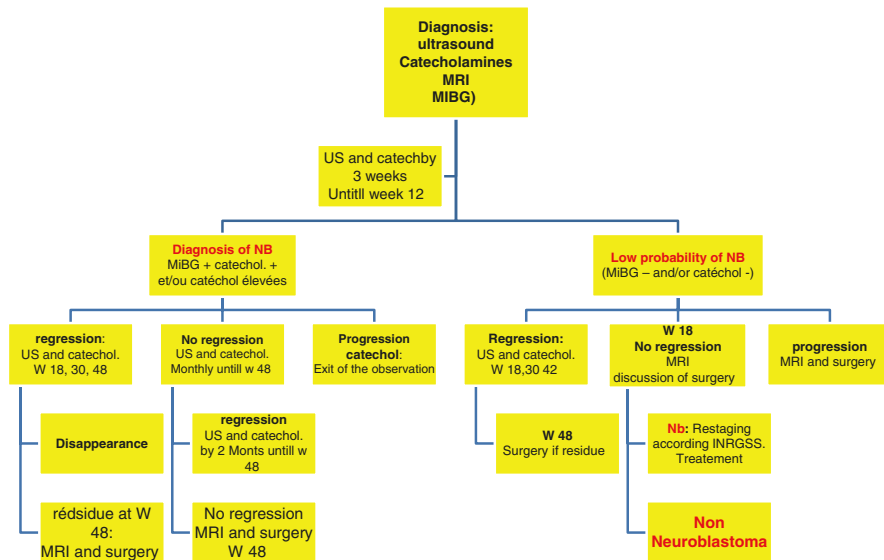 Diagnosis:
ultrasound
Catecholamines
MRI
MIBG)
US and catechby
3 weeks
Untitll week 12
Diagnosis of NB
MiBG + catechol. +
et/ou catéchol élevées
Low probability of NB
(MiBG – and/or catéchol -)
regression:
US and catechol.
W 18, 30, 48
No regression
US and catechol.
Monthly untill w 48
Progression
catechol:
Exit of the observation
Regression:
US and catechol.
W 18,30 42
W 18
No regression
MRI
discussion of surgery
progression
MRI and surgery
Disappearance
regression
US and catechol.
by 2 Monts untill w
48
W 48
Surgery if residue
Nb: Restaging
according INRGSS.
Treatement
rédsidue at W
48:
MRI and surgery
No regression
MRI and surgery
W 48
Non
Neuroblastoma